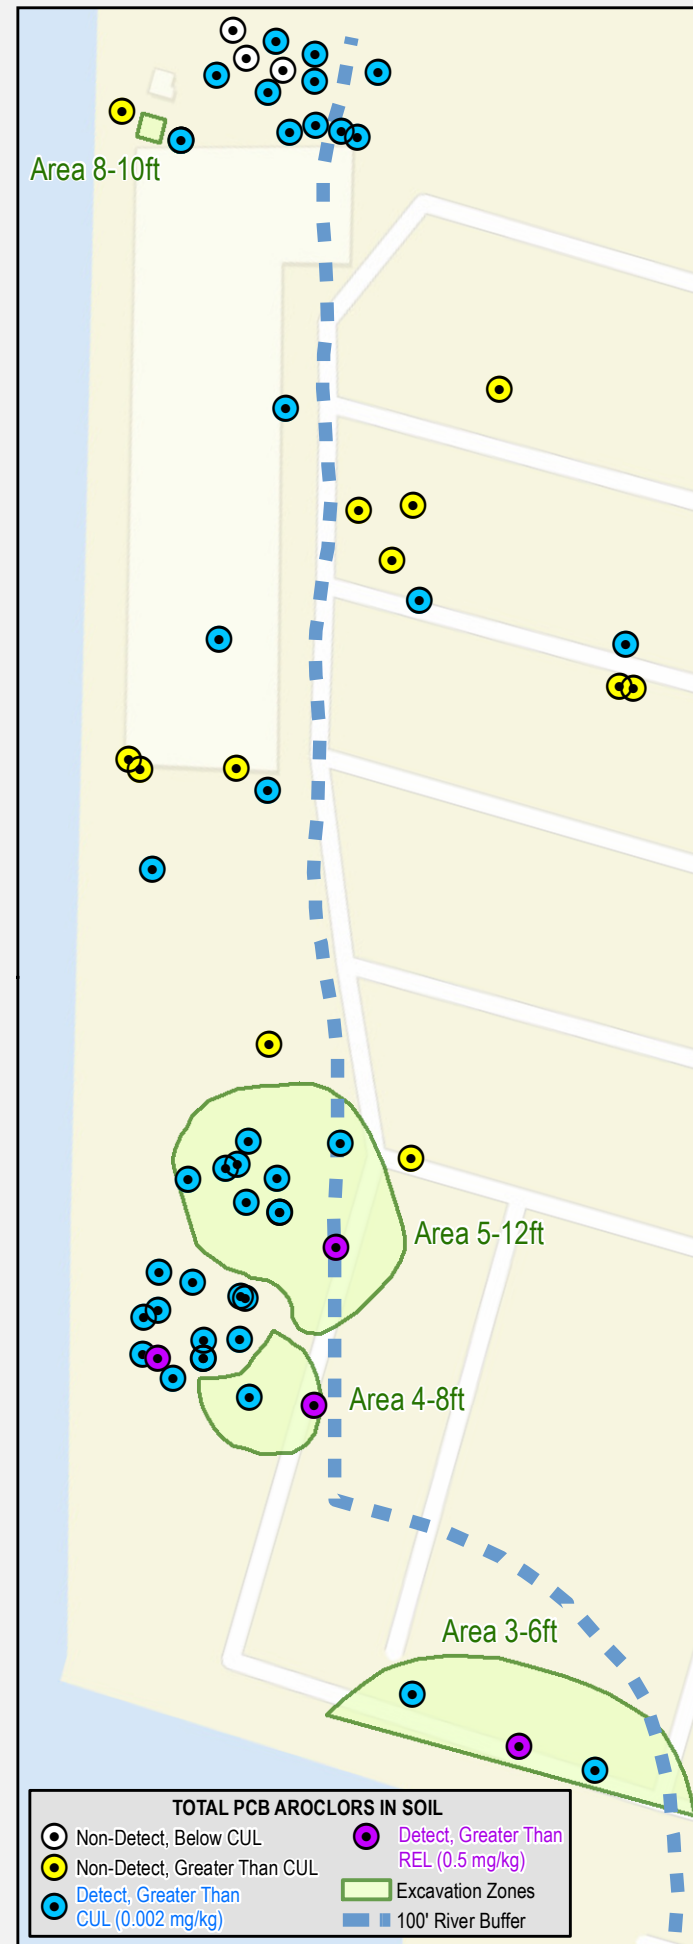 Area 8-10ft
Area 5-12ft
Area 4-8ft
Area 3-6ft
TOTAL PCB AROCLORS IN SOIL
Non-Detect, Below CUL
Non-Detect, Greater Than CUL
Detect, Greater Than
CUL (0.002 mg/kg)
Detect, Greater Than
REL (0.5 mg/kg)
Excavation Zones
100' River Buffer